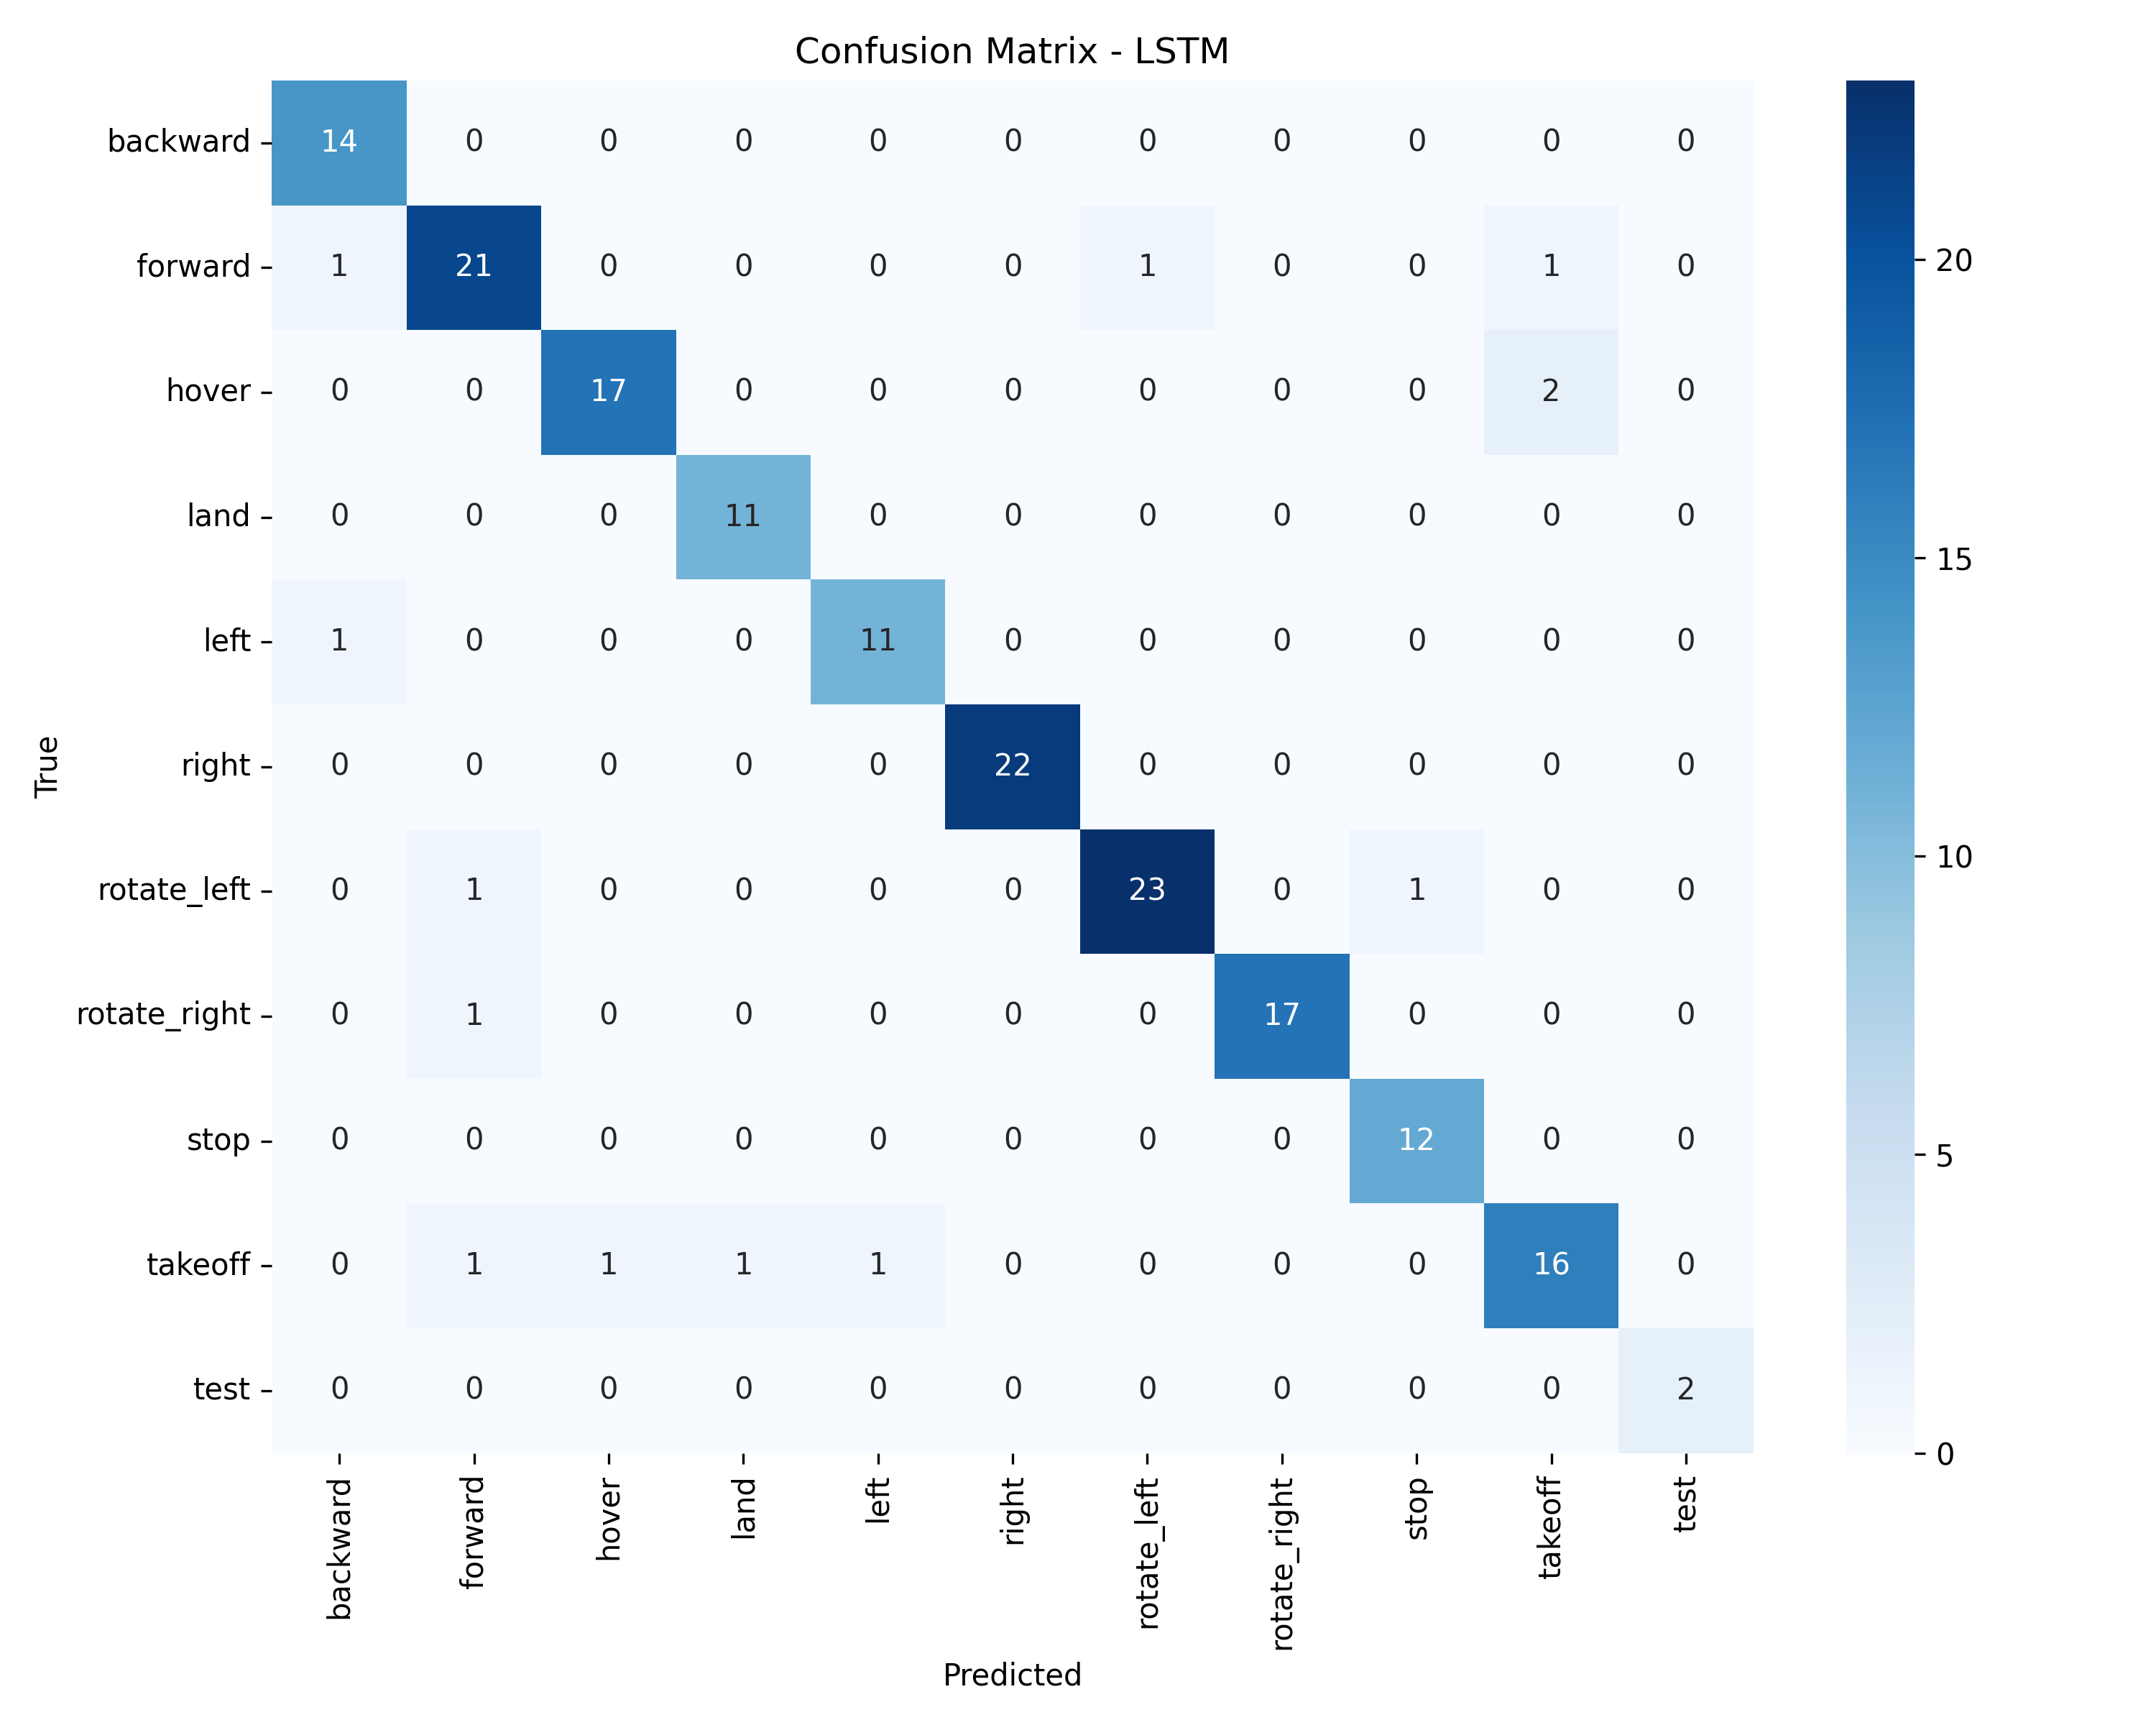 Confusion Matrix - LSTM
backward 14 0 0 0 0 0 0 0 0 0 0
forward 1 21 0 0 0 0 1 0 0 1 0
hover 0 0 17 0 0 0 0 0 0 2 0
land 0 0 0 11 0 0 0 0 0 0 0
left 1 0 0 0 11 0 0 0 0 0 0
right 0 0 0 0 0 22 0 0 0 0 0
rotate_left 0 1 0 0 0 0 23 0 1 0 0
rotate_right 0 1 0 0 0 0 0 17 0 0 0
stop 0 0 0 0 0 0 0 0 12 0 0
takeoff 0 1 1 1 1 0 0 0 0 16 0
test 0 0 0 0 0 0 0 0 0 0 2
True
backward forward hover land left right rotate_left rotate_right stop takeoff test
Predicted
20
15
10
5
0